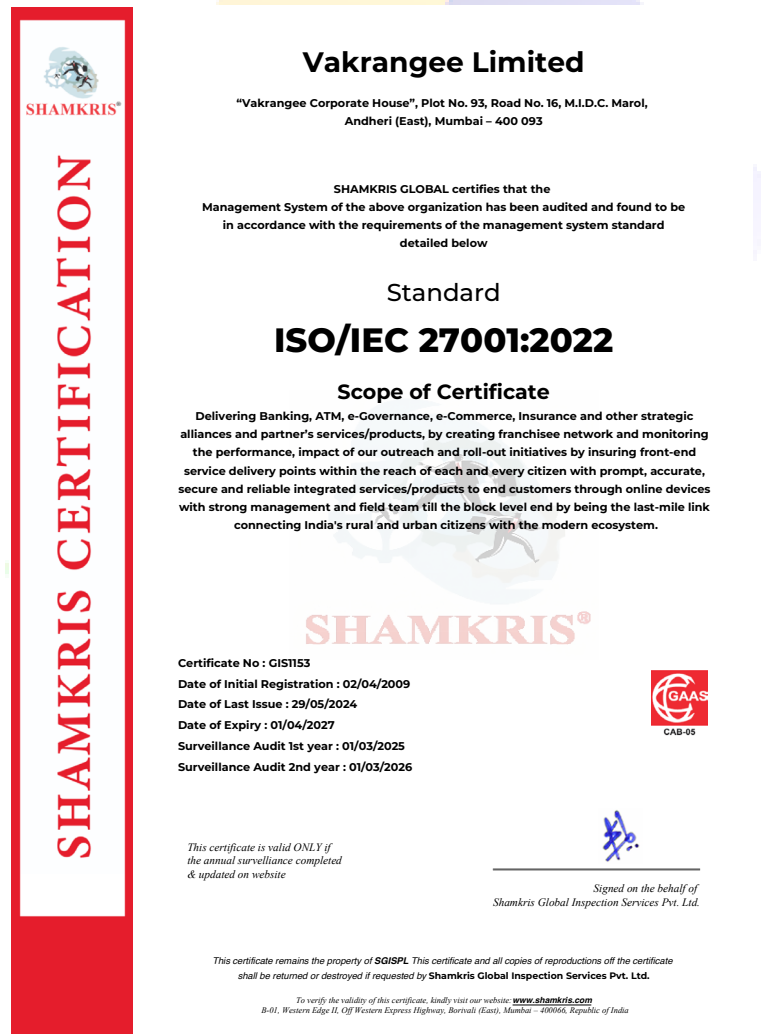 SHAMKRIS®
SHAMKRIS CERTIFICATION
Vakrangee Limited
“Vakrangee Corporate House”, Plot No. 93, Road No. 16, M.I.D.C. Marol,
Andheri (East), Mumbai – 400 093
SHAMKRIS GLOBAL certifies that the
Management System of the above organization has been audited and found to be
in accordance with the requirements of the management system standard
detailed below
Standard
ISO/IEC 27001:2022
Scope of Certificate
Delivering Banking, ATM, e-Governance, e-Commerce, Insurance and other strategic
alliances and partner’s services/products, by creating franchisee network and monitoring
the performance, impact of our outreach and roll-out initiatives by insuring front-end
service delivery points within the reach of each and every citizen with prompt, accurate,
secure and reliable integrated services/products to end customers through online devices
with strong management and field team till the block level end by being the last-mile link
connecting India's rural and urban citizens with the modern ecosystem.
SHAMKRIS®
Certificate No : GIS1153
Date of Initial Registration : 02/04/2009
Date of Last Issue : 29/05/2024
Date of Expiry : 01/04/2027
Surveillance Audit 1st year : 01/03/2025
Surveillance Audit 2nd year : 01/03/2026
GAAS
CAB-05
This certificate is valid ONLY if
the annual survelliance completed
& updated on website
Signed on the behalf of
Shamkris Global Inspection Services Pvt. Ltd.
This certificate remains the property of SGISPL This certificate and all copies of reproductions off the certificate
shall be returned or destroyed if requested by Shamkris Global Inspection Services Pvt. Ltd.
To verify the validity of this certificate, kindly visit our website: www.shamkris.com
B-01, Western Edge II, Off Western Express Highway, Borivali (East), Mumbai – 400066, Republic of India